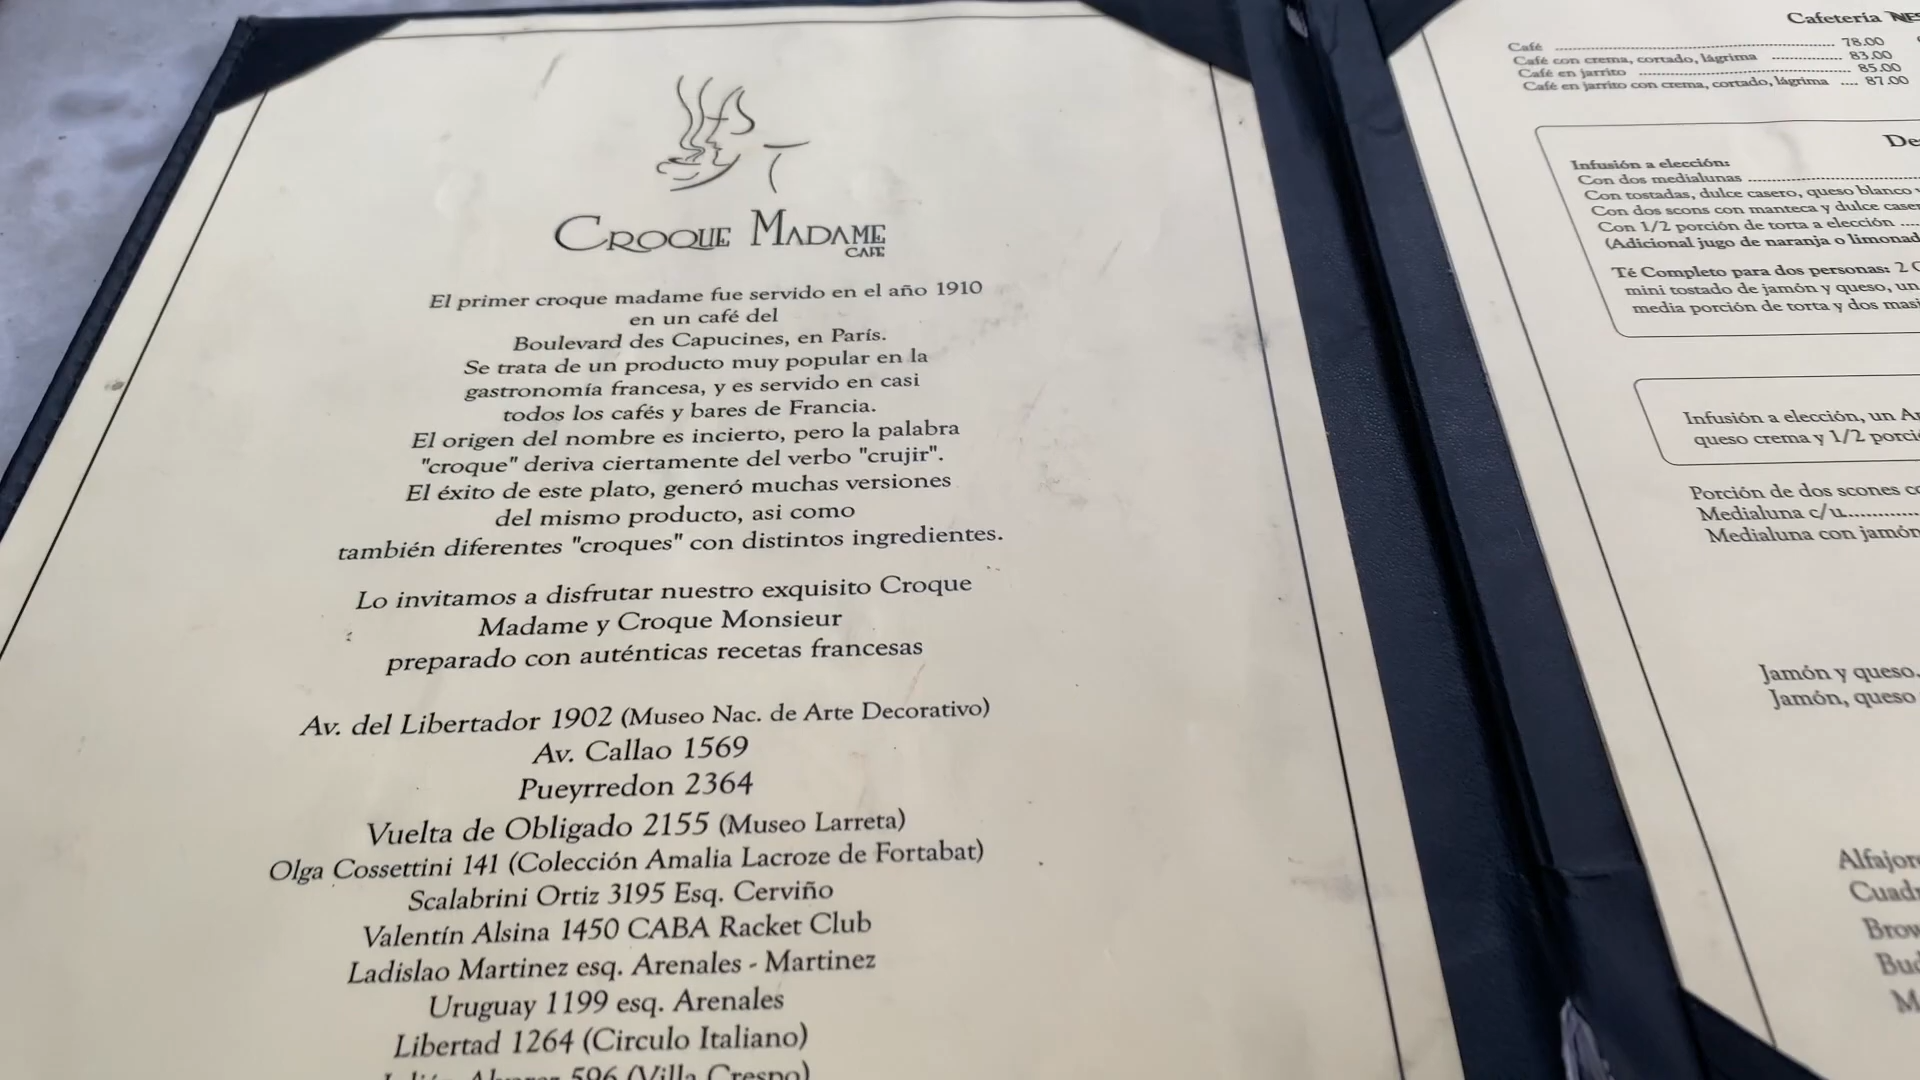 CROQUE MADAME
CAFE
El primer croque madame fue servido en el año 1910
en un café del
Boulevard des Capucines, en París.
Se trata de un producto muy popular en la
gastronomía francesa, y es servido en casi
todos los cafés y bares de Francia.
El origen del nombre es incierto, pero la palabra
"croque" deriva ciertamente del verbo "crujir".
El éxito de este plato, generó muchas versiones
del mismo producto, asi como
también diferentes "croques" con distintos ingredientes.
Lo invitamos a disfrutar nuestro exquisito Croque
Madame y Croque Monsieur
preparado con auténticas recetas francesas
Av. del Libertador 1902 (Museo Nac. de Arte Decorativo)
Av. Callao 1569
Pueyrredon 2364
Vuelta de Obligado 2155 (Museo Larreta)
Olga Cossettini 141 (Colección Amalia Lacroze de Fortabat)
Scalabrini Ortiz 3195 Esq. Cerviño
Valentín Alsina 1450 CABA Racket Club
Ladislao Martinez esq. Arenales - Martinez
Uruguay 1199 esq. Arenales
Libertad 1264 (Circulo Italiano)
596 (Villa Crespo)
Cafetería
Café 78.00
Café con crema, cortado, lágrima 83.00
Café en jarrito 85.00
Café en jarrito con crema, cortado, lágrima .... 87.00
Infusión a elección:
Con dos medialunas
Con tostadas, dulce casero, queso blanco
Con dos scons con manteca y dulce
Con 1/2 porción de torta a elección
(Adicional jugo de naranja o
Té Completo para dos personas: 2
mini tostado de jamón y queso, un
media porción de torta y dos
Infusión a elección, un
queso crema y 1/2
Porción de dos scones
Medialuna c/u
Medialuna con jamón
Jamón y queso
Jamón, queso